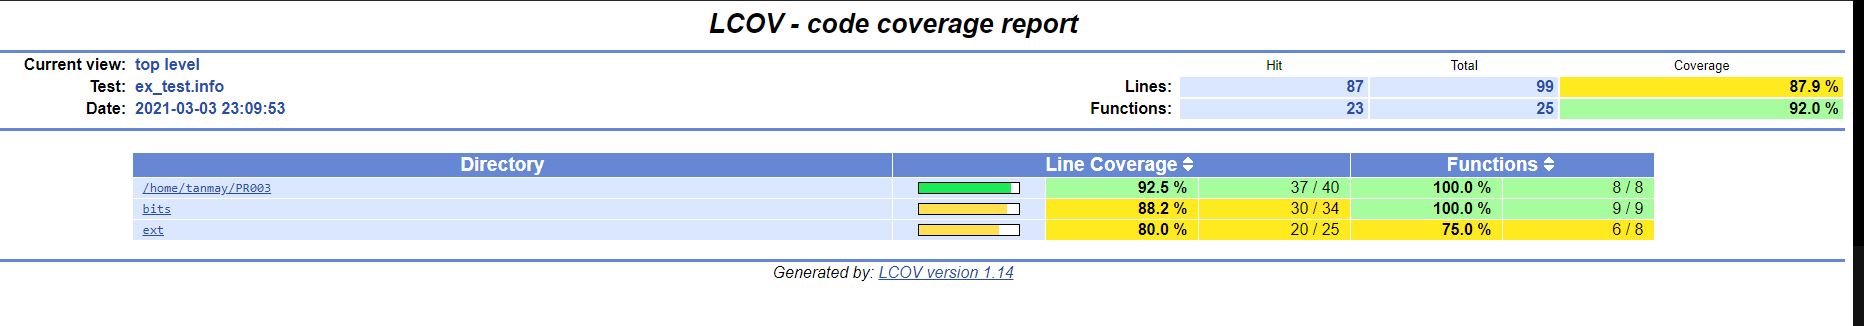 LCOV - code coverage report
Current view: top level
Hit Total Coverage
Test: ex_test.info Lines: 87 99 87.9 %
Date: 2021-03-03 23:09:53 Functions: 23 25 92.0 %
Directory Line Coverage Functions
/home/tanmay/PR003 92.5 % 37 / 40 100.0 % 8 / 8
bits 88.2 % 30 / 34 100.0 % 9 / 9
ext 80.0 % 20 / 25 75.0 % 6 / 8
Generated by: LCOV version 1.14